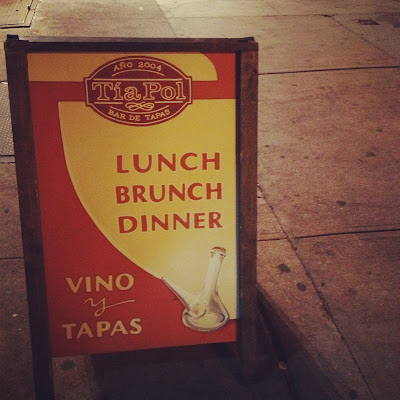 AÑO 2004
Tía Pol
BAR DE TAPAS
LUNCH
BRUNCH
DINNER
VINO
y
TAPAS